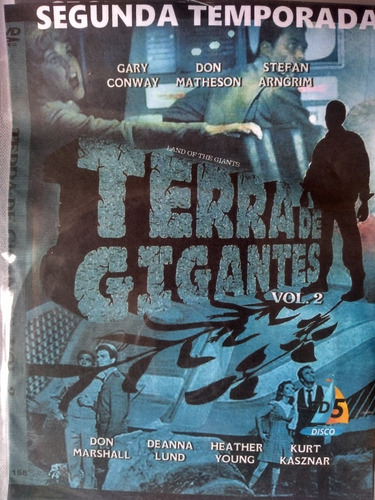 SEGUNDA TEMPORADA
GARY CONWAY
DON MATHESON
STEFAN ARNGRIM
LAND OF THE GIANTS
TERRA DE
GIGANTES
VOL. 2
D5
DISCO
DON MARSHALL
DEANNA LUND
HEATHER YOUNG
KURT KASZNAR
158